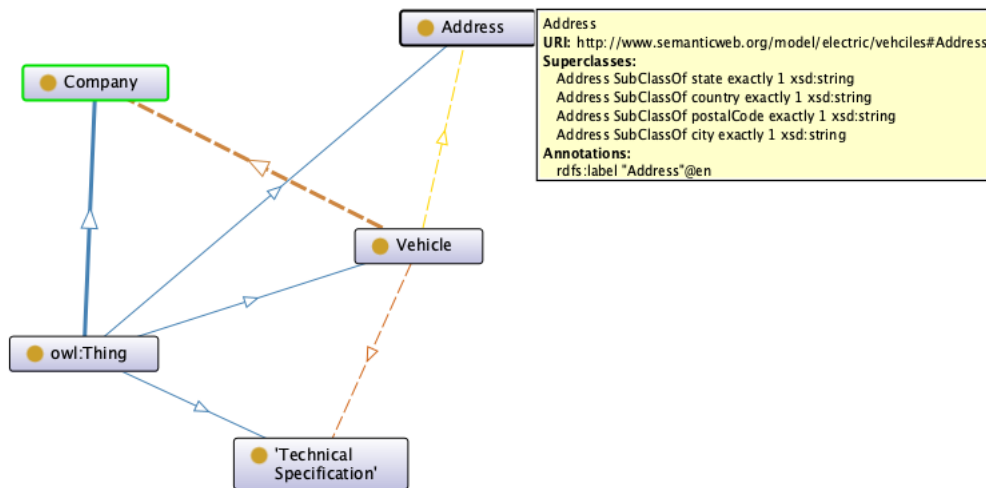 Address
Company
Vehicle
owl:Thing
'Technical
Specification'
Address
URI: http://www.semanticweb.org/model/electric/vehciles#Address
Superclasses:
Address SubClassOf state exactly 1 xsd:string
Address SubClassOf country exactly 1 xsd:string
Address SubClassOf postalCode exactly 1 xsd:string
Address SubClassOf city exactly 1 xsd:string
Annotations:
rdfs:label "Address"@en